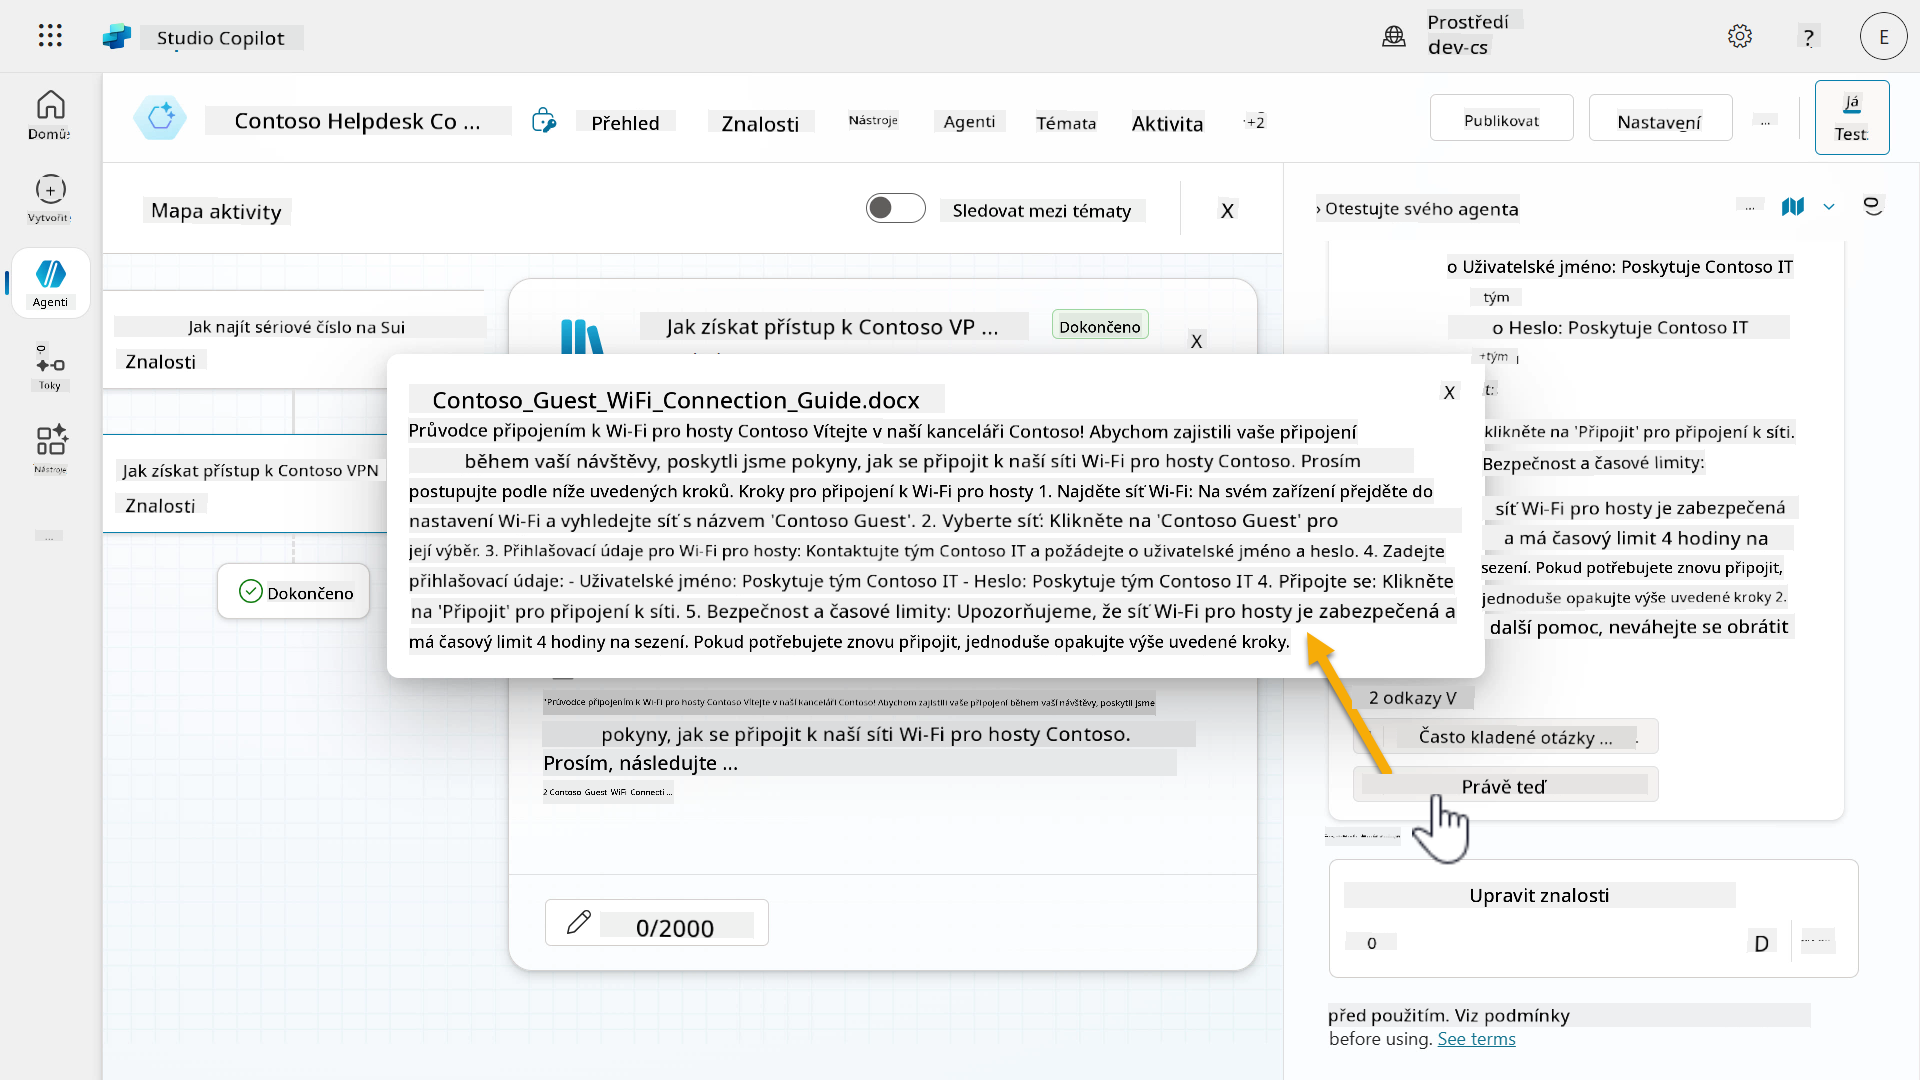 Studio Copilot
Prostředí
dev-cs
?
E
Domů:
Vytvořit
Agenti
Toky
Nástroje
...
Contoso Helpdesk Co ...
Přehled
Znalosti
Nástroje
Agenti
Témata
Aktivita
+2
Publikovat
Nastavení
...
Já
Test
Mapa aktivity
Sledovat mezi tématy
X
Jak najít sériové číslo na Sui
Znalosti
Jak získat přístup k Contoso VPN
Znalosti
Dokončeno
Jak získat přístup k Contoso VP ...
Dokončeno
X
Contoso_Guest_WiFi_Connection_Guide.docx
X
Průvodce připojením k Wi-Fi pro hosty Contoso Vítejte v naší kanceláři Contoso! Abychom zajistili vaše připojení
během vaší návštěvy, poskytli jsme pokyny, jak se připojit k naší síti Wi-Fi pro hosty Contoso. Prosím
postupujte podle níže uvedených kroků. Kroky pro připojení k Wi-Fi pro hosty 1. Najděte síť Wi-Fi: Na svém zařízení přejděte do
nastavení Wi-Fi a vyhledejte síť s názvem 'Contoso Guest'. 2. Vyberte síť: Klikněte na 'Contoso Guest' pro
její výběr. 3. Přihlašovací údaje pro Wi-Fi pro hosty: Kontaktujte tým Contoso IT a požádejte o uživatelské jméno a heslo. 4. Zadejte
přihlašovací údaje: - Uživatelské jméno: Poskytuje tým Contoso IT - Heslo: Poskytuje tým Contoso IT 4. Připojte se: Klikněte
na 'Připojit' pro připojení k síti. 5. Bezpečnost a časové limity: Upozorňujeme, že síť Wi-Fi pro hosty je zabezpečená a
má časový limit 4 hodiny na sezení. Pokud potřebujete znovu připojit, jednoduše opakujte výše uvedené kroky.
"Průvodce připojením k Wi-Fi pro hosty Contoso Vítejte v naší kanceláři Contoso! Abychom zajistili vaše připojení během vaší návštěvy, poskytli jsme
pokyny, jak se připojit k naší síti Wi-Fi pro hosty Contoso.
Prosím, následujte ...
2 Contoso Guest WiFi Connecti ...
0/2000
› Otestujte svého agenta
...
o Uživatelské jméno: Poskytuje Contoso IT
tým
o Heslo: Poskytuje Contoso IT
tým
klikněte na 'Připojit' pro připojení k síti.
Bezpečnost a časové limity:
síť Wi-Fi pro hosty je zabezpečená
a má časový limit 4 hodiny na
sezení. Pokud potřebujete znovu připojit,
jednoduše opakujte výše uvedené kroky 2.
další pomoc, neváhejte se obrátit
2 odkazy V
Často kladené otázky ...
Právě teď
Upravit znalosti
0
D
před použitím. Viz podmínky
before using. See terms